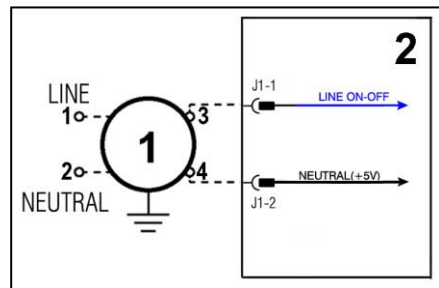 2
J1-1
LINE
LINE ON-OFF
1
3
1
2
4
NEUTRAL(+5V)
NEUTRAL
J1-2